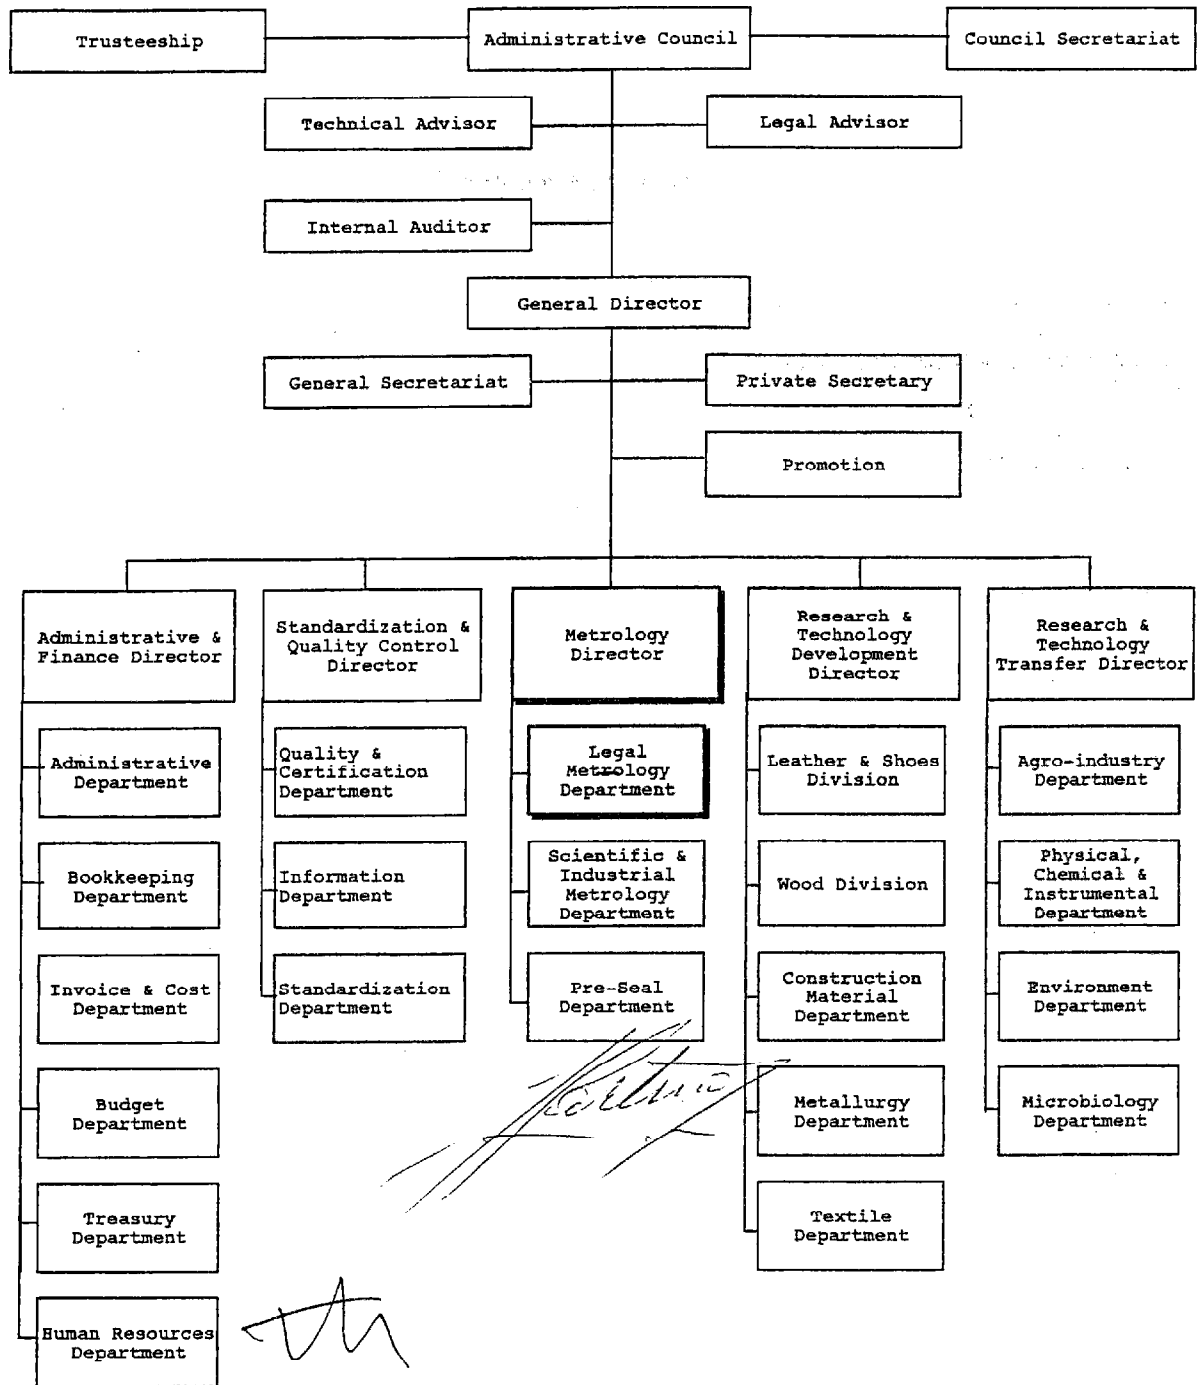 Trusteeship
Administrative Council
Council Secretariat
Technical Advisor
Legal Advisor
Internal Auditor
General Director
General Secretariat
Private Secretary
Promotion
Administrative &
Finance Director
Standardization &
Quality Control
Director
Metrology
Director
Research &
Technology
Development
Director
Research &
Technology
Transfer Director
Administrative
Department
Bookkeeping
Department
Invoice & Cost
Department
Budget
Department
Treasury
Department
Human Resources
Department
Quality &
Certification
Department
Information
Department
Standardization
Department
Legal
Metrology
Department
Scientific &
Industrial
Metrology
Department
Pre-Seal
Department
Leather & Shoes
Division
Wood Division
Construction
Material
Department
Metallurgy
Department
Textile
Department
Agro-industry
Department
Physical,
Chemical &
Instrumental
Department
Environment
Department
Microbiology
Department